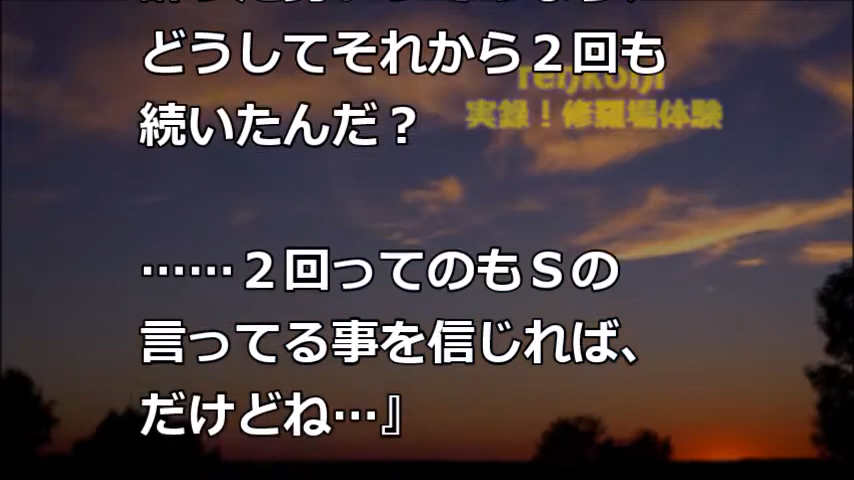 どうしてそれから２回も
続いたんだ？
実録！修羅場体験
……２回ってのもＳの
言ってる事を信じれば、
だけどね…』